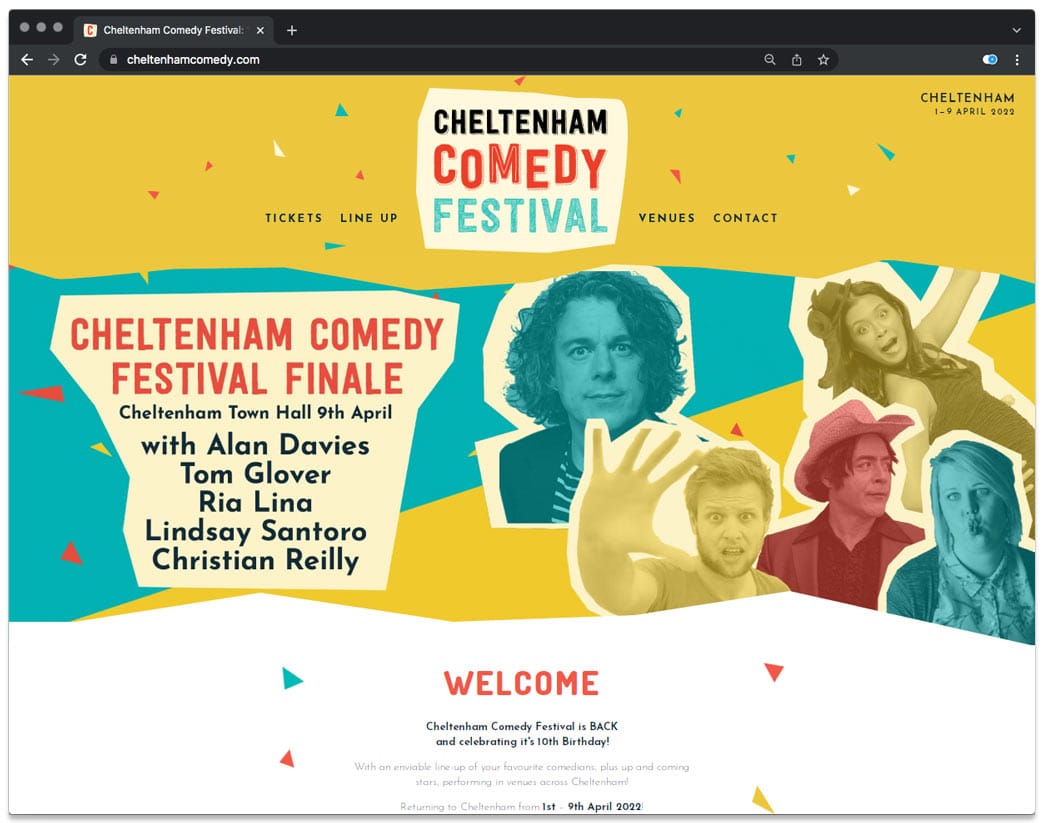 Cheltenham Comedy Festival:
cheltenhamcomedy.com
CHELTENHAM
1–9 APRIL 2022
CHELTENHAM
COMEDY
FESTIVAL
TICKETS LINE UP VENUES CONTACT
CHELTENHAM COMEDY
FESTIVAL FINALE
Cheltenham Town Hall 9th April
with Alan Davies
Tom Glover
Ria Lina
Lindsay Santoro
Christian Reilly
WELCOME
Cheltenham Comedy Festival is BACK
and celebrating it's 10th Birthday!
With an enviable line-up of your favourite comedians, plus up and coming
stars, performing in venues across Cheltenham!
Returning to Cheltenham from 1st – 9th April 2022!